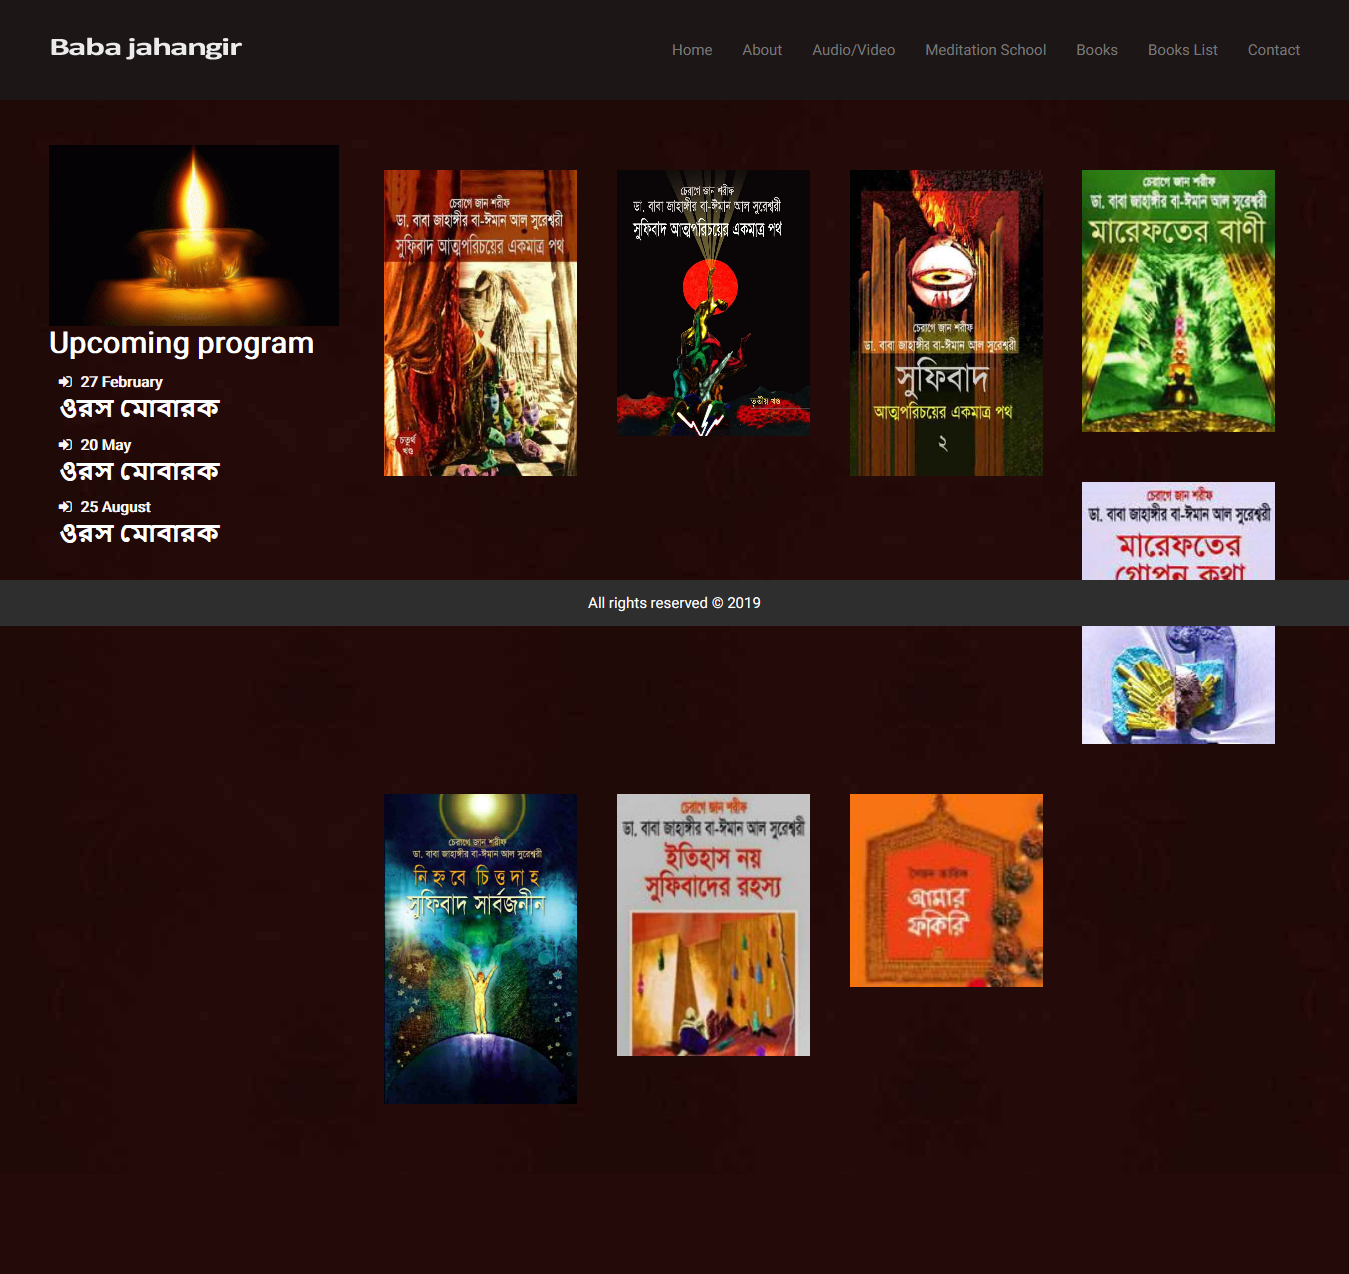 Baba jahangir
Home About Audio/Video Meditation School Books Books List Contact
Upcoming program
27 February
ওরস মোবারক
20 May
ওরস মোবারক
25 August
ওরস মোবারক
চেরাগে জান শরীফ
ডা. বাবা জাহাঙ্গীর বা-ঈমান আল সুরেশ্বরী
সুফিবাদ আত্মপরিচয়ের একমাত্র পথ
চতুর্থ
খণ্ড
চেরাগে জান শরীফ
ডা. বাবা জাহাঙ্গীর বা-ঈমান আল সুরেশ্বরী
সুফিবাদ আত্মপরিচয়ের একমাত্র পথ
তৃতীয় খণ্ড
চেরাগে জান শরীফ
ডা. বাবা জাহাঙ্গীর বা-ঈমান আল সুরেশ্বরী
সুফিবাদ
আত্মপরিচয়ের একমাত্র পথ
২
চেরাগে জান শরীফ
ডা. বাবা জাহাঙ্গীর বা-ঈমান আল সুরেশ্বরী
মারেফতের বাণী
চেরাগে জান শরীফ
ডা. বাবা জাহাঙ্গীর বা-ঈমান আল সুরেশ্বরী
মারেফতের
গোপন কথা
All rights reserved © 2019
চেরাগে জান শরীফ
ডা. বাবা জাহাঙ্গীর বা-ঈমান আল সুরেশ্বরী
নিহ্নবে চিত্তদাহ
সুফিবাদ সার্বজনীন
চেরাগে জান শরীফ
ডা. বাবা জাহাঙ্গীর বা-ঈমান আল সুরেশ্বরী
ইতিহাস নয়
সুফিবাদের রহস্য
সৈয়দ তারিক
আমার
ফকিরি